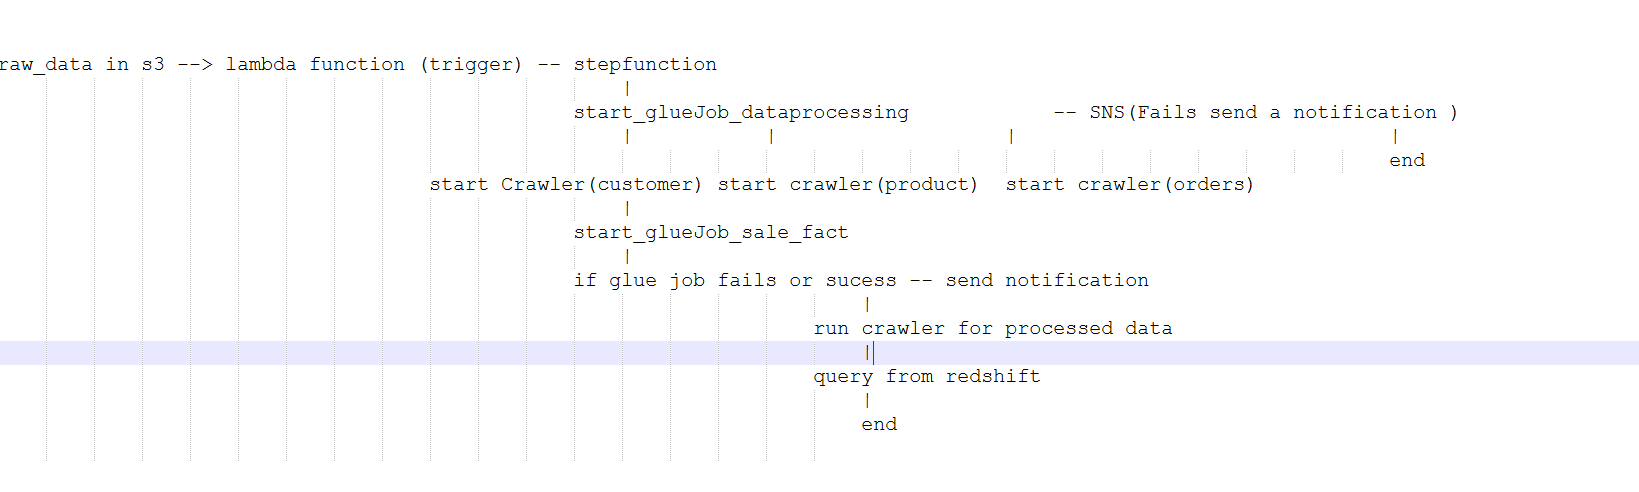 raw_data in s3 --> lambda function (trigger) -- stepfunction
|
start_glueJob_dataprocessing -- SNS(Fails send a notification )
| | | |
end
start Crawler(customer) start crawler(product) start crawler(orders)
|
start_glueJob_sale_fact
|
if glue job fails or sucess -- send notification
|
run crawler for processed data
|
query from redshift
|
end